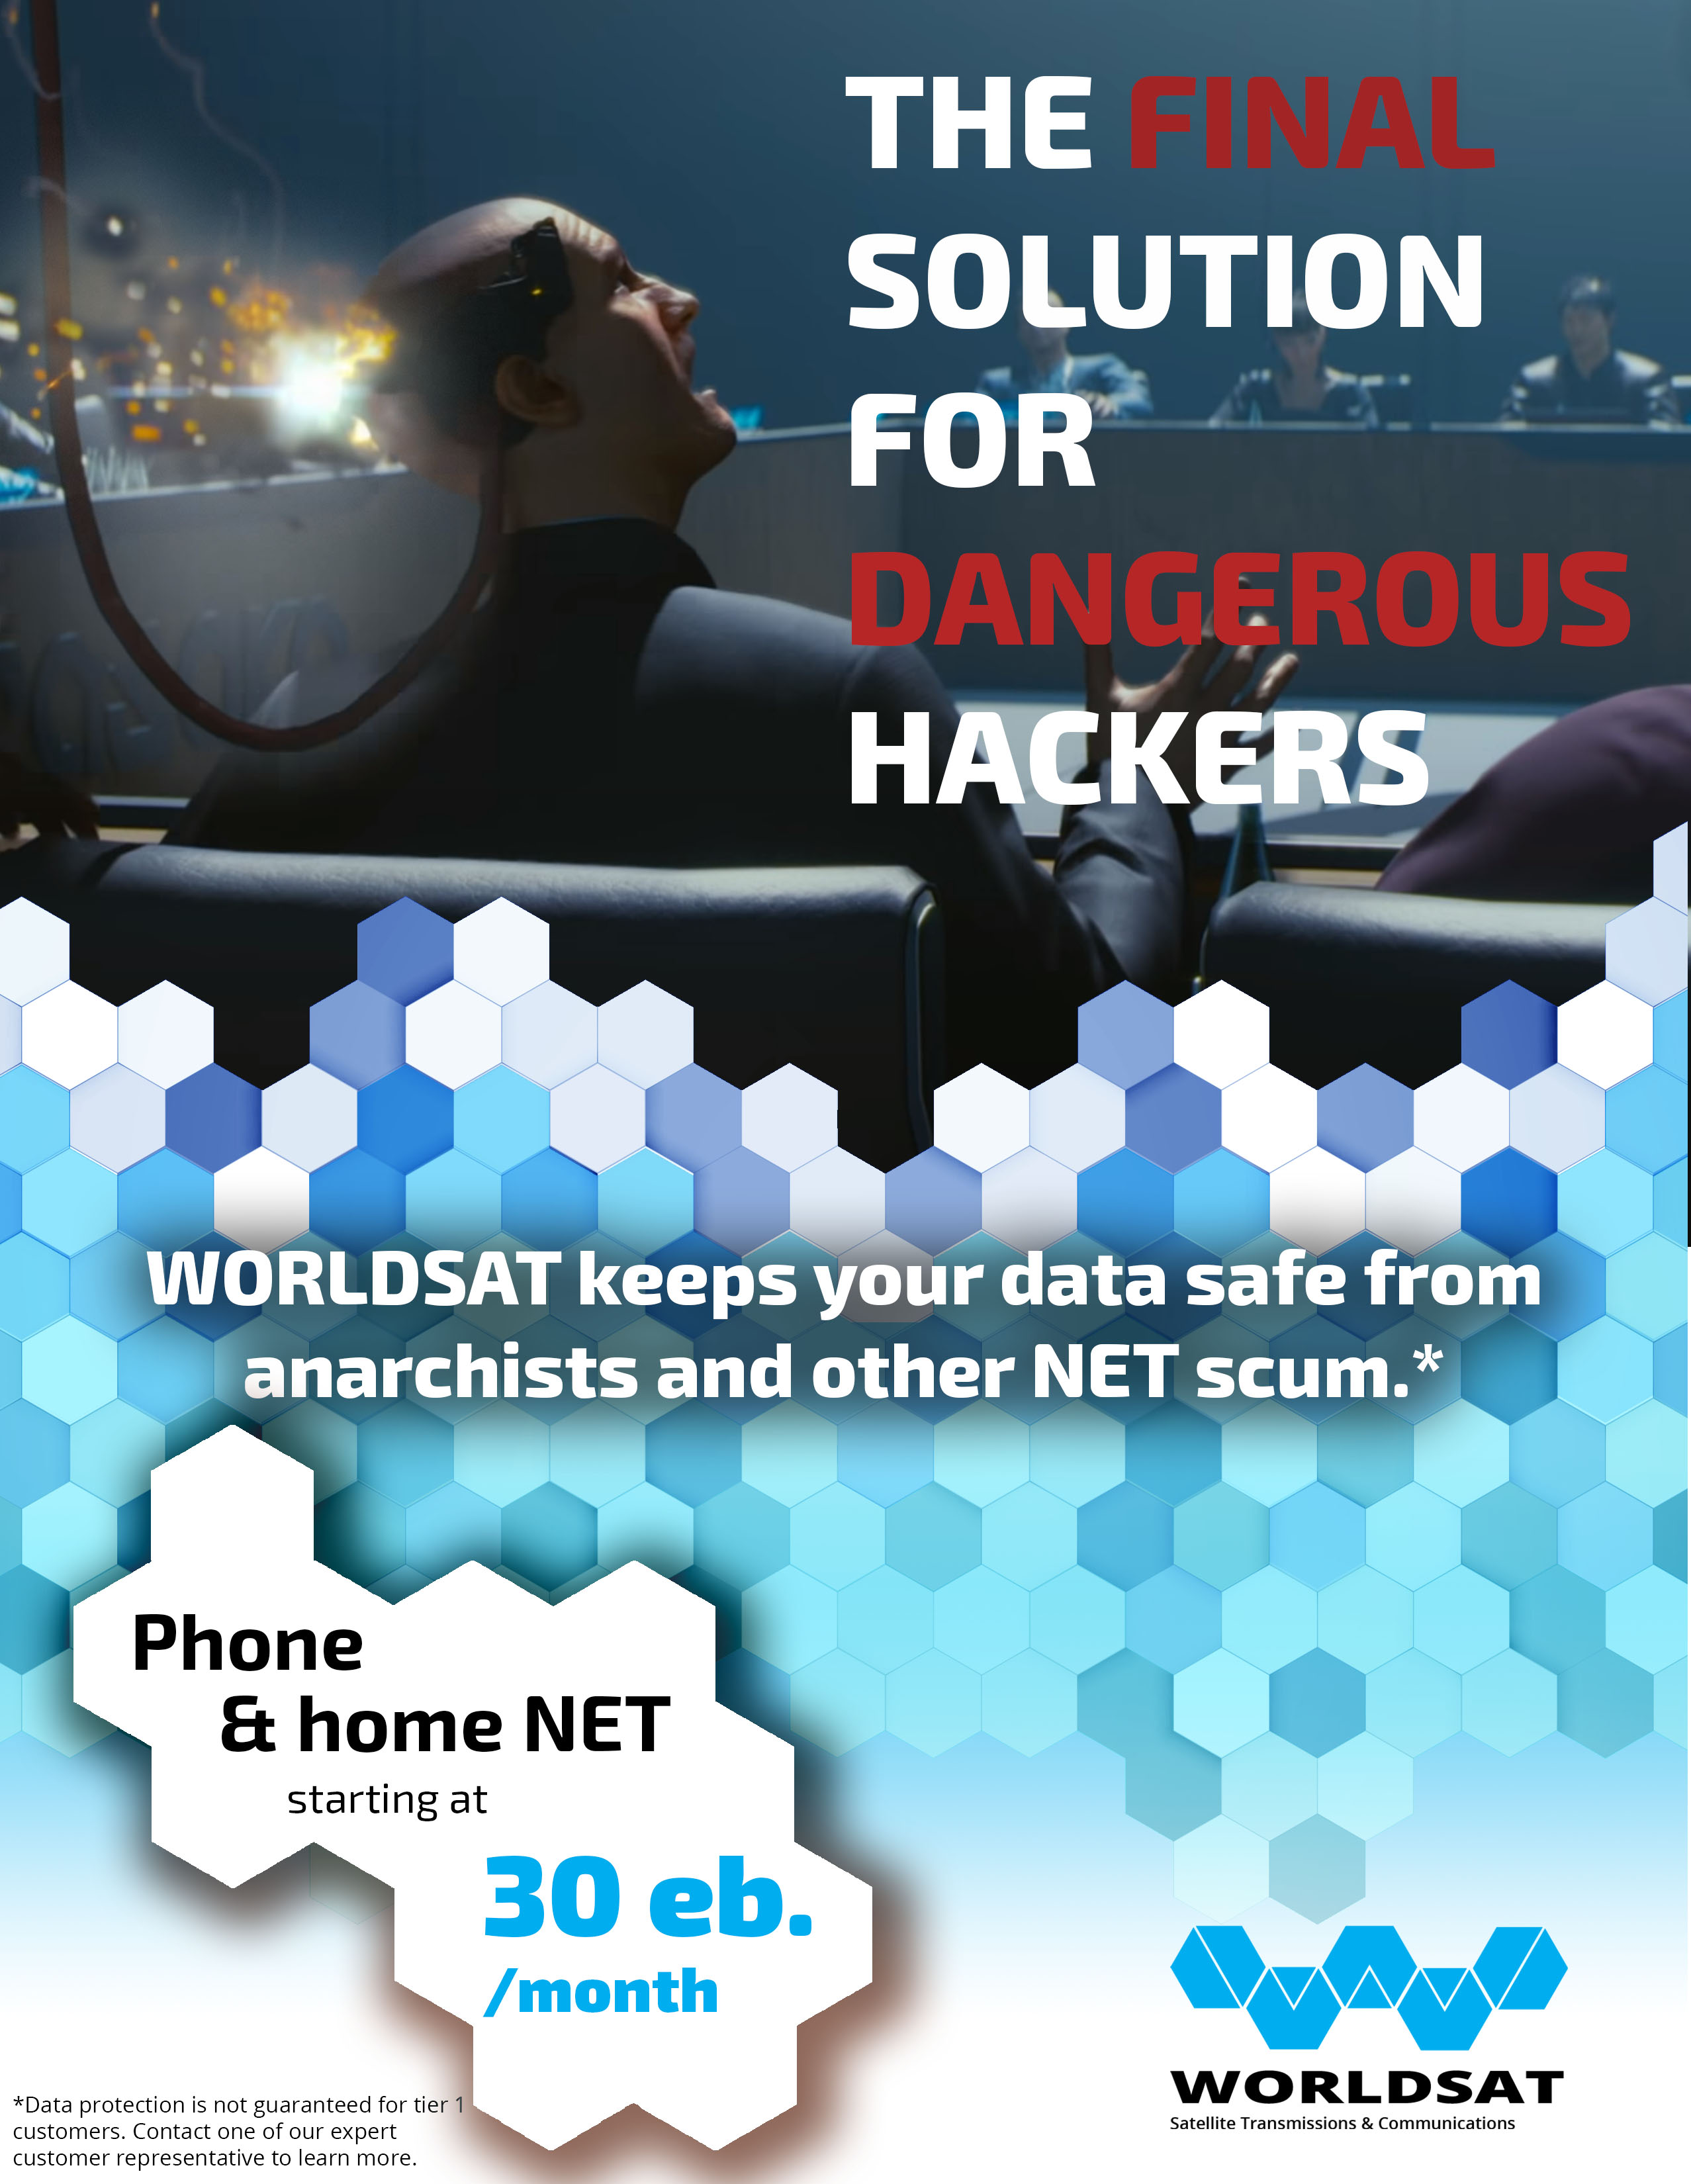 THE FINAL
SOLUTION
FOR
DANGEROUS
HACKERS
WORLDSAT keeps your data safe from
anarchists and other NET scum.*
Phone
& home NET
starting at
30 eb.
/month
*Data protection is not guaranteed for tier 1
customers. Contact one of our expert
customer representative to learn more.
WORLDSAT
Satellite Transmissions & Communications